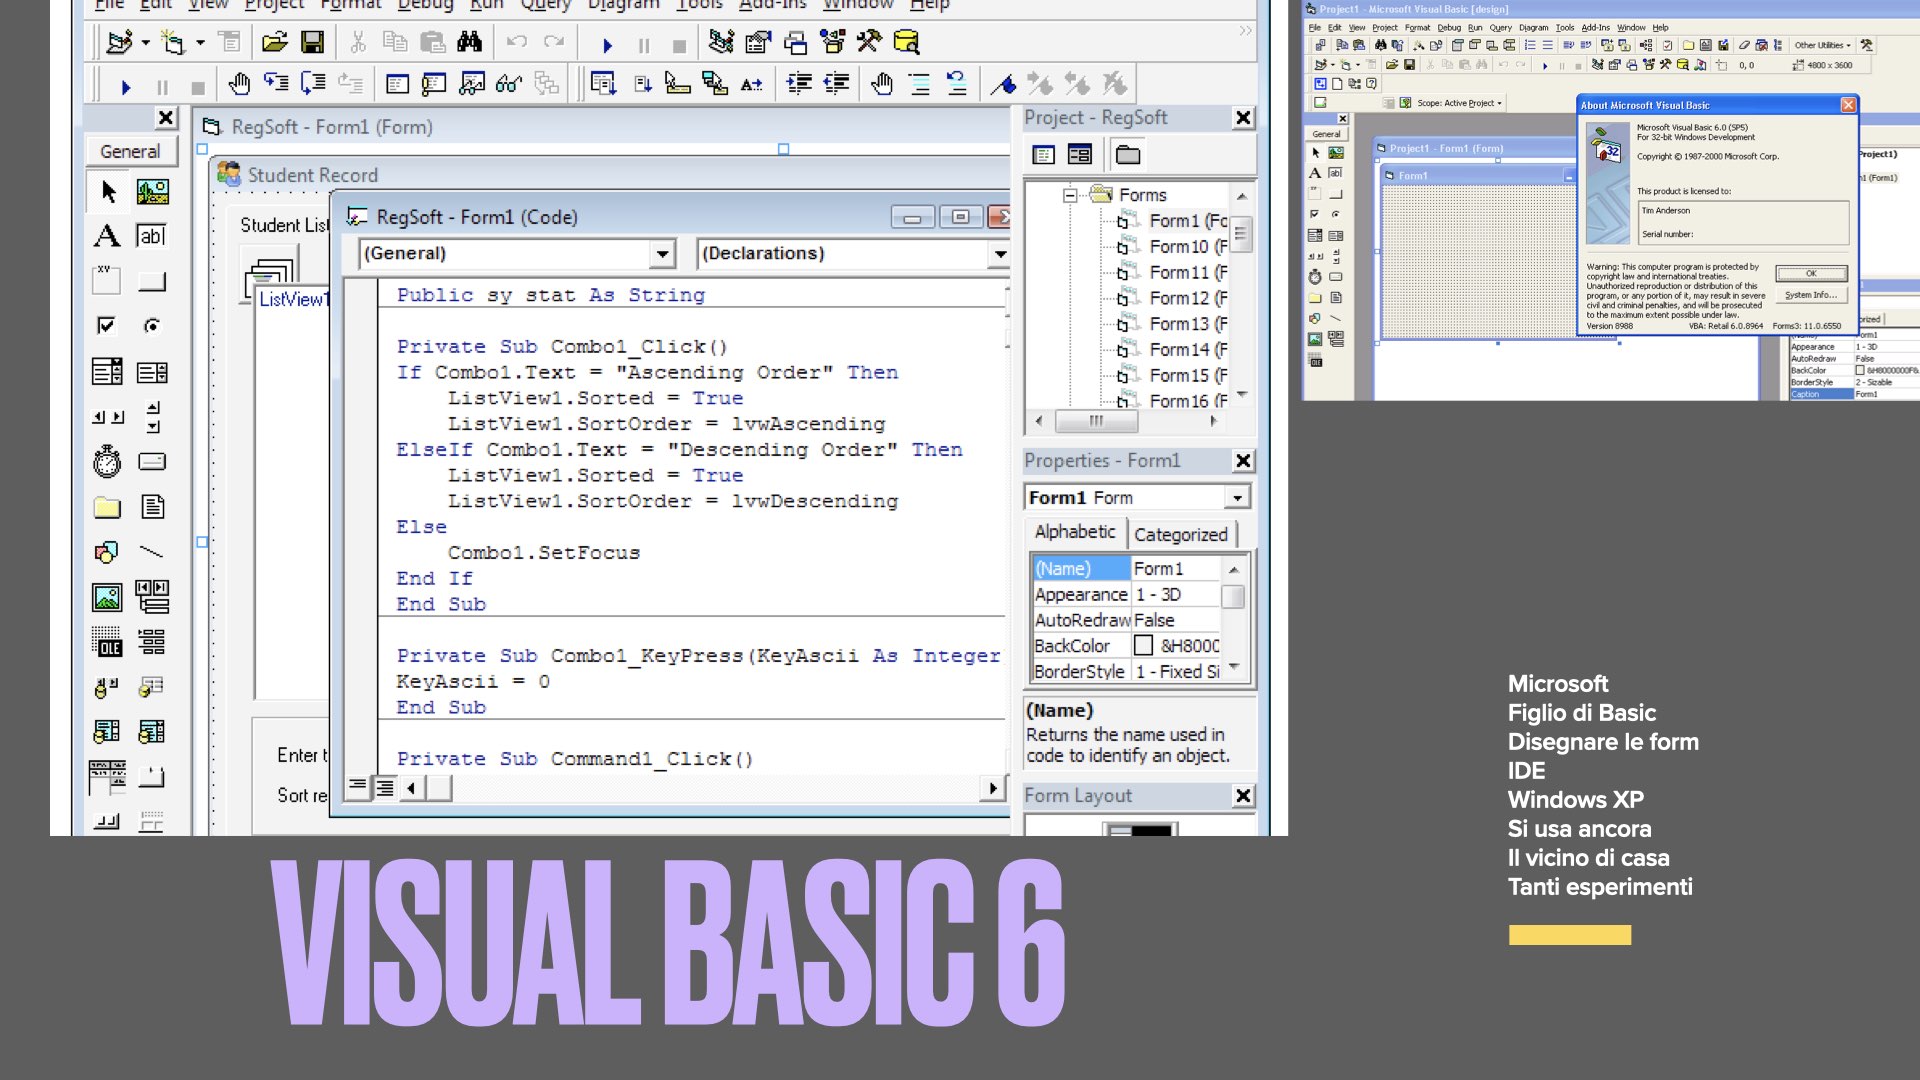 File Edit View Project Format Debug Run Query Diagram Tools Add-Ins Window Help
General
RegSoft - Form1 (Form)
Student Record
Student Lis
ListView1
Enter t
Sort re
RegSoft - Form1 (Code)
(General) (Declarations)
Public sy stat As String
Private Sub Combo1_Click()
If Combo1.Text = "Ascending Order" Then
ListView1.Sorted = True
ListView1.SortOrder = lvwAscending
ElseIf Combo1.Text = "Descending Order" Then
ListView1.Sorted = True
ListView1.SortOrder = lvwDescending
Else
Combo1.SetFocus
End If
End Sub
Private Sub Combo1_KeyPress(KeyAscii As Integer
KeyAscii = 0
End Sub
Private Sub Command1_Click()
Project - RegSoft
Forms
Form1 (Fo
Form10 (F
Form11 (F
Form12 (F
Form13 (F
Form14 (F
Form15 (F
Form16 (F
Properties - Form1
Form1 Form
Alphabetic Categorized
(Name) Form1
Appearance 1 - 3D
AutoRedraw False
BackColor &H8000
BorderStyle 1 - Fixed Si
(Name)
Returns the name used in
code to identify an object.
Form Layout
Project1 - Microsoft Visual Basic [design]
File Edit View Project Format Debug Run Query Diagram Tools Add-Ins Window Help
Other Utilities
0, 0 4800 x 3600
Scope: Active Project
General
Project1 - Form1 (Form)
Form1
About Microsoft Visual Basic
Microsoft Visual Basic 6.0 (SP5)
For 32-bit Windows Development
Copyright © 1987-2000 Microsoft Corp.
This product is licensed to:
Tim Anderson
Serial number:
Warning: This computer program is protected by
copyright law and international treaties.
Unauthorized reproduction or distribution of this
program, or any portion of it, may result in severe
civil and criminal penalties, and will be prosecuted
to the maximum extent possible under law.
OK
System Info...
Version 8988 VBA: Retail 6.0.8964 Forms3: 11.0.6550
Appearance 1 - 3D
AutoRedraw False
BackColor &H8000000F&
BorderStyle 2 - Sizable
Caption Form1
Microsoft
Figlio di Basic
Disegnare le form
IDE
Windows XP
Si usa ancora
Il vicino di casa
Tanti esperimenti
VISUAL BASIC 6